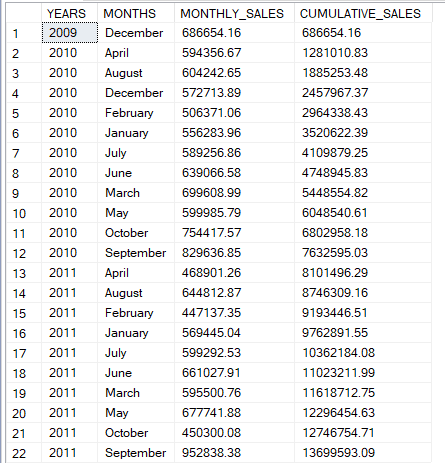 YEARS MONTHS MONTHLY_SALES CUMULATIVE_SALES
1 2009 December 686654.16 686654.16
2 2010 April 594356.67 1281010.83
3 2010 August 604242.65 1885253.48
4 2010 December 572713.89 2457967.37
5 2010 February 506371.06 2964338.43
6 2010 January 556283.96 3520622.39
7 2010 July 589256.86 4109879.25
8 2010 June 639066.58 4748945.83
9 2010 March 699608.99 5448554.82
10 2010 May 599985.79 6048540.61
11 2010 October 754417.57 6802958.18
12 2010 September 829636.85 7632595.03
13 2011 April 468901.26 8101496.29
14 2011 August 644812.87 8746309.16
15 2011 February 447137.35 9193446.51
16 2011 January 569445.04 9762891.55
17 2011 July 599292.53 10362184.08
18 2011 June 661027.91 11023211.99
19 2011 March 595500.76 11618712.75
20 2011 May 677741.88 12296454.63
21 2011 October 450300.08 12746754.71
22 2011 September 952838.38 13699593.09